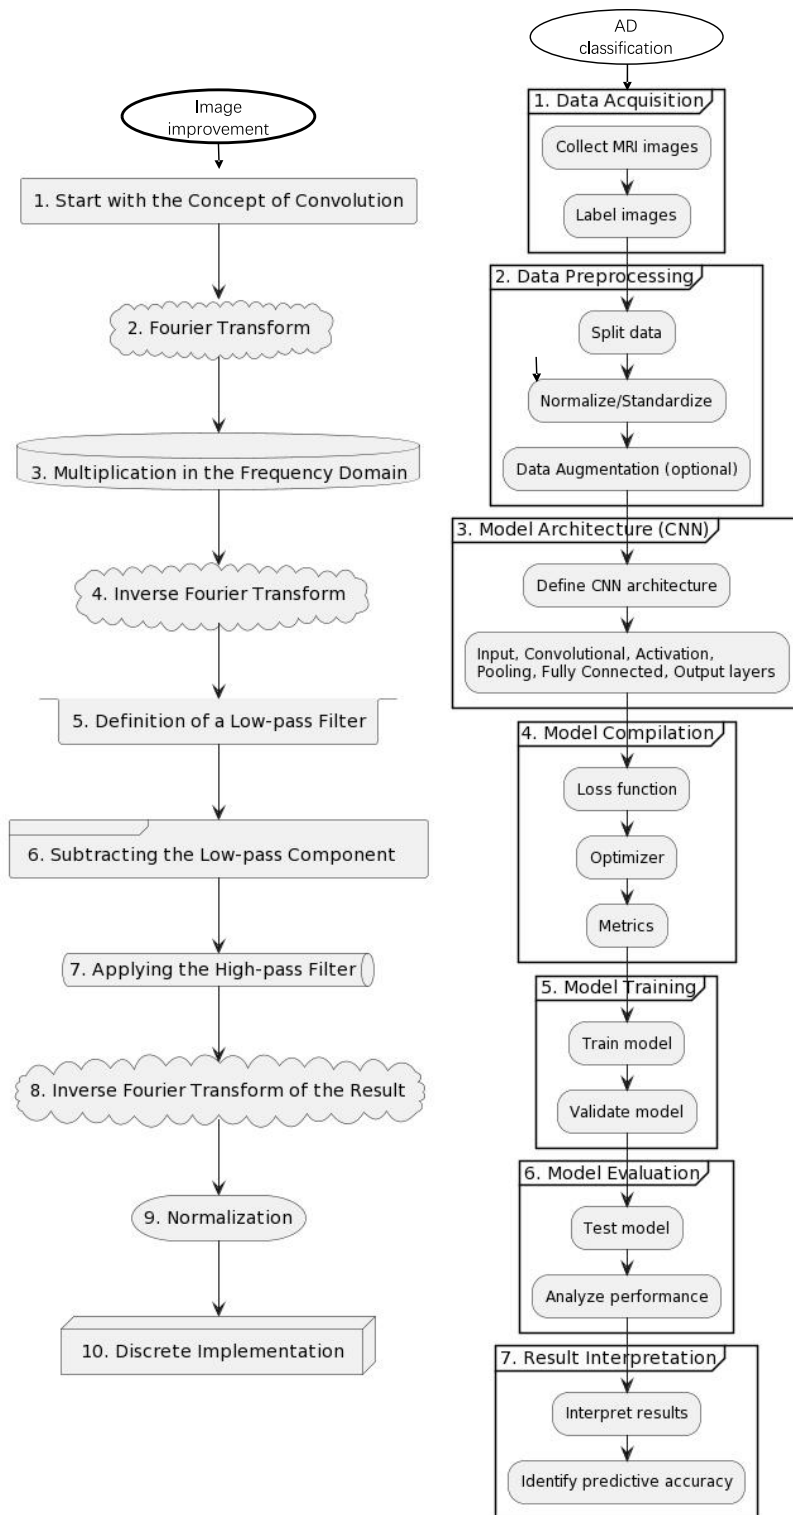 Image
improvement
1. Start with the Concept of Convolution
2. Fourier Transform
3. Multiplication in the Frequency Domain
4. Inverse Fourier Transform
5. Definition of a Low-pass Filter
6. Subtracting the Low-pass Component
7. Applying the High-pass Filter
8. Inverse Fourier Transform of the Result
9. Normalization
10. Discrete Implementation
AD
classification
1. Data Acquisition
Collect MRI images
Label images
2. Data Preprocessing
Split data
Normalize/Standardize
Data Augmentation (optional)
3. Model Architecture (CNN)
Define CNN architecture
Input, Convolutional, Activation,
Pooling, Fully Connected, Output layers
4. Model Compilation
Loss function
Optimizer
Metrics
5. Model Training
Train model
Validate model
6. Model Evaluation
Test model
Analyze performance
7. Result Interpretation
Interpret results
Identify predictive accuracy